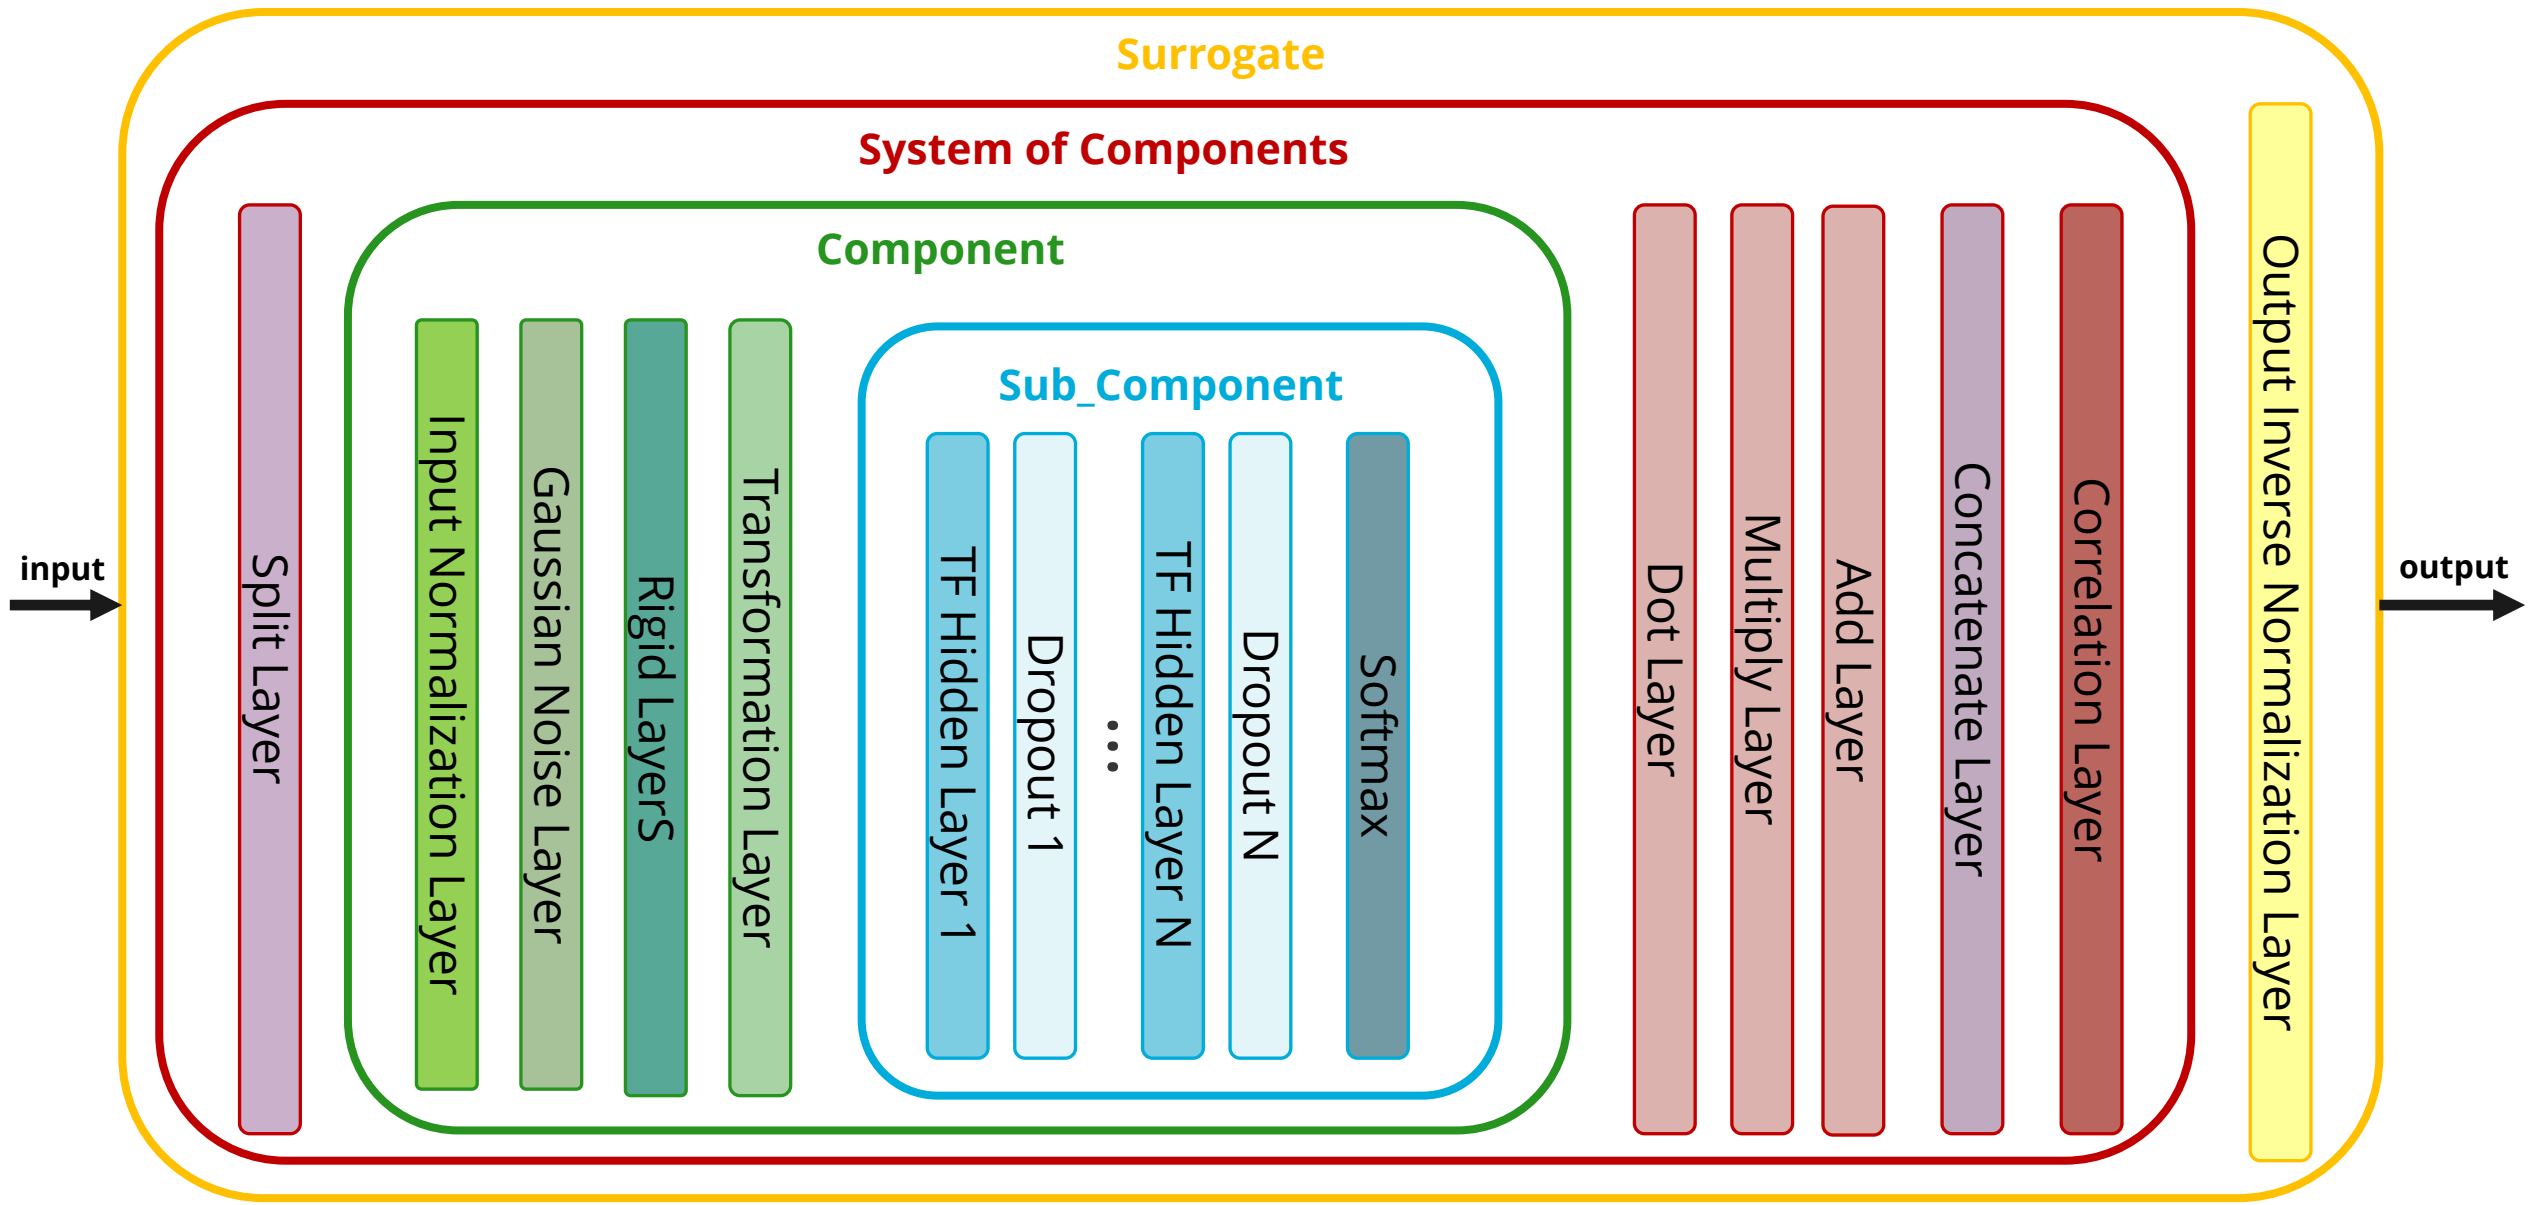 Surrogate
System of Components
Component
Sub_Component
input
Split Layer
Input Normalization Layer
Gaussian Noise Layer
Rigid LayerS
Transformation Layer
TF Hidden Layer 1
Dropout 1
...
TF Hidden Layer N
Dropout N
Softmax
Dot Layer
Multiply Layer
Add Layer
Concatenate Layer
Correlation Layer
Output Inverse Normalization Layer
output